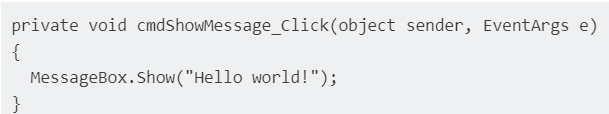 private void cmdShowMessage_Click(object sender, EventArgs e)
{
  MessageBox.Show("Hello world!");
}